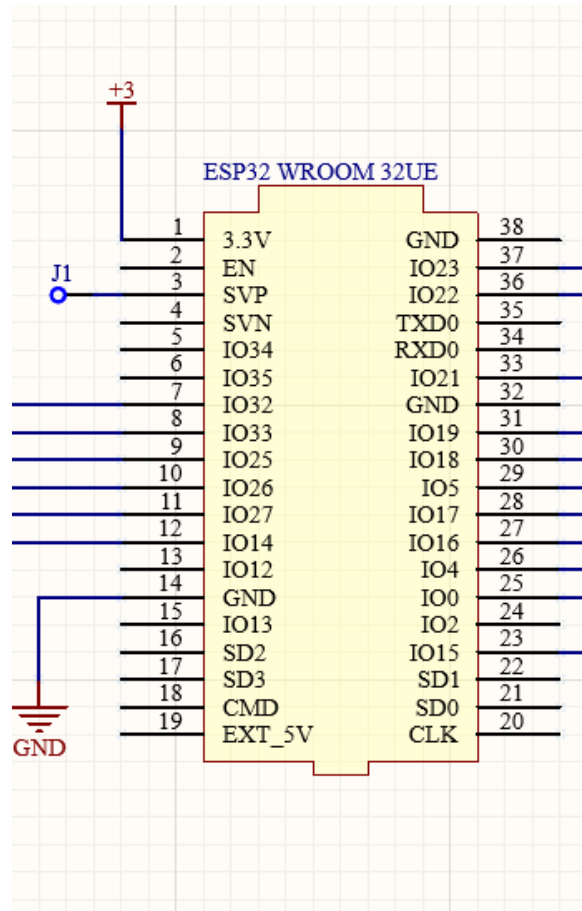 +3
ESP32 WROOM 32UE
1 3.3V GND 38
2 EN IO23 37
J1
3 SVP IO22 36
4 SVN TXD0 35
5 IO34 RXD0 34
6 IO35 IO21 33
7 IO32 GND 32
8 IO33 IO19 31
9 IO25 IO18 30
10 IO26 IO5 29
11 IO27 IO17 28
12 IO14 IO16 27
13 IO12 IO4 26
14 GND IO0 25
15 IO13 IO2 24
16 SD2 IO15 23
17 SD3 SD1 22
18 CMD SD0 21
19 EXT_5V CLK 20
GND